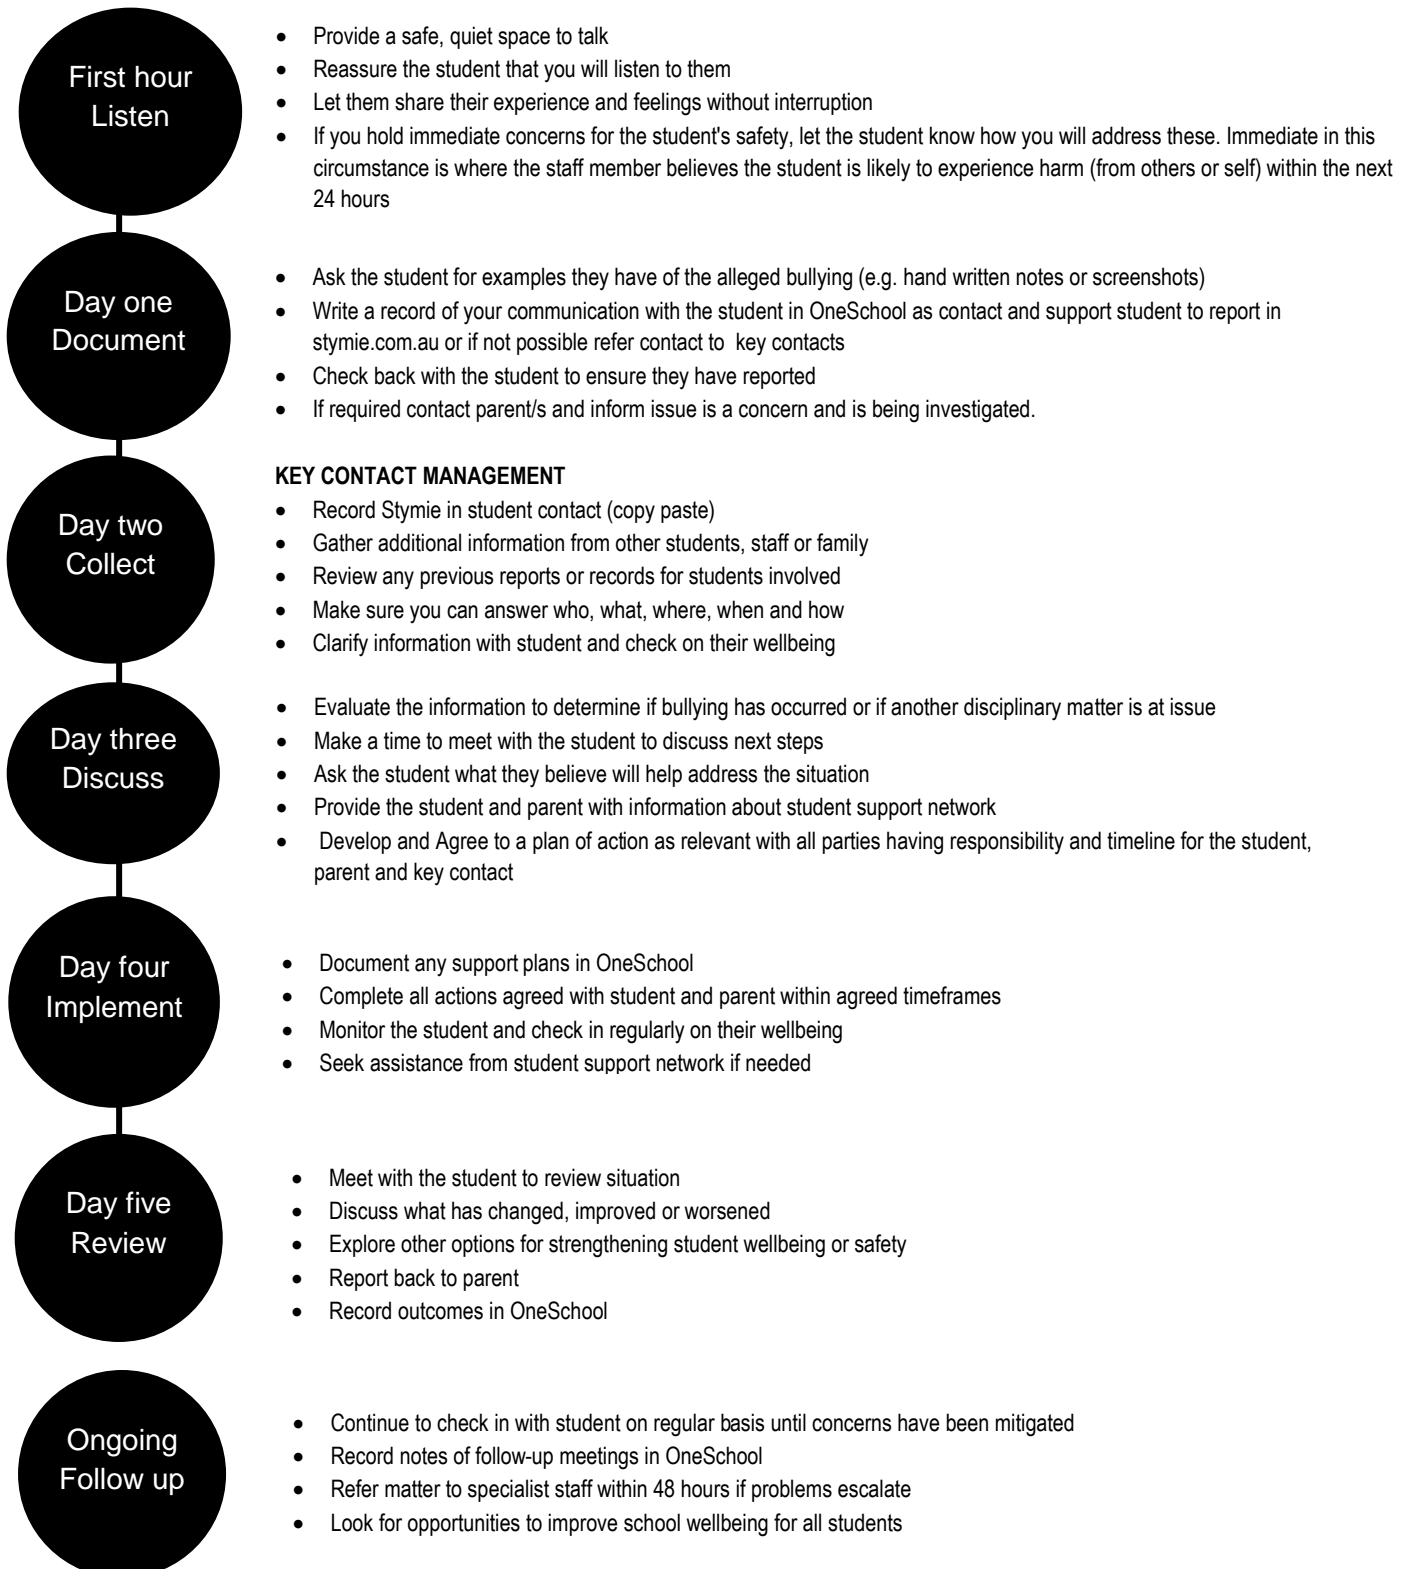 First hour
Listen
• Provide a safe, quiet space to talk
• Reassure the student that you will listen to them
• Let them share their experience and feelings without interruption
• If you hold immediate concerns for the student's safety, let the student know how you will address these. Immediate in this
circumstance is where the staff member believes the student is likely to experience harm (from others or self) within the next
24 hours
Day one
Document
• Ask the student for examples they have of the alleged bullying (e.g. hand written notes or screenshots)
• Write a record of your communication with the student in OneSchool as contact and support student to report in
stymie.com.au or if not possible refer contact to key contacts
• Check back with the student to ensure they have reported
• If required contact parent/s and inform issue is a concern and is being investigated.
KEY CONTACT MANAGEMENT
Day two
Collect
• Record Stymie in student contact (copy paste)
• Gather additional information from other students, staff or family
• Review any previous reports or records for students involved
• Make sure you can answer who, what, where, when and how
• Clarify information with student and check on their wellbeing
Day three
Discuss
• Evaluate the information to determine if bullying has occurred or if another disciplinary matter is at issue
• Make a time to meet with the student to discuss next steps
• Ask the student what they believe will help address the situation
• Provide the student and parent with information about student support network
• Develop and Agree to a plan of action as relevant with all parties having responsibility and timeline for the student,
parent and key contact
Day four
Implement
• Document any support plans in OneSchool
• Complete all actions agreed with student and parent within agreed timeframes
• Monitor the student and check in regularly on their wellbeing
• Seek assistance from student support network if needed
Day five
Review
• Meet with the student to review situation
• Discuss what has changed, improved or worsened
• Explore other options for strengthening student wellbeing or safety
• Report back to parent
• Record outcomes in OneSchool
Ongoing
Follow up
• Continue to check in with student on regular basis until concerns have been mitigated
• Record notes of follow-up meetings in OneSchool
• Refer matter to specialist staff within 48 hours if problems escalate
• Look for opportunities to improve school wellbeing for all students